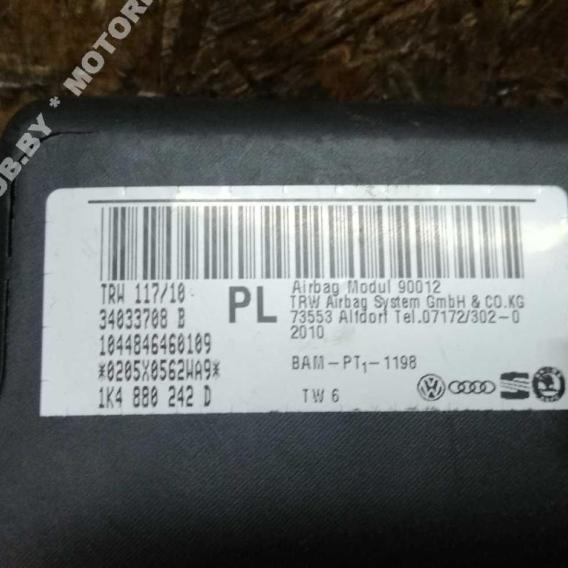 OB.BY * MOTOR
TRW 117/10
34033708 B
1044846460109
*0205X0562WA9*
1K4 880 242 D
PL
Airbag Modul 90012
TRW Airbag System GmbH & CO.KG
73553 Alfdorf Tel.07172/302-0
2010
BAM-PT1-1198
TW 6